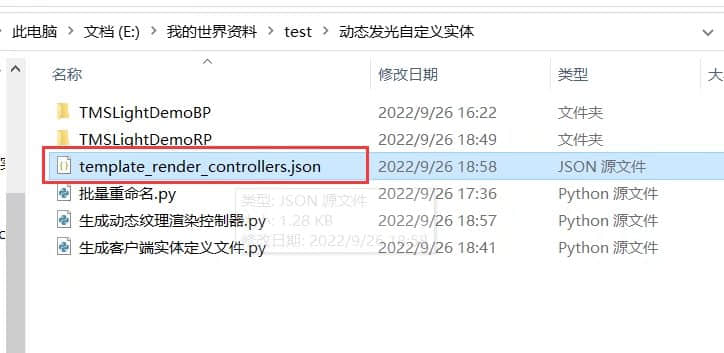 此电脑 › 文档 (E:) › 我的世界资料 › test › 动态发光自定义实体
名称 修改日期 类型 大
TMSLightDemoBP 2022/9/26 16:22 文件夹
TMSLightDemoRP 2022/9/26 18:49 文件夹
template_render_controllers.json 2022/9/26 18:58 JSON 源文件
批量重命名.py 2022/9/26 17:36 Python 源文件
类型: JSON 源文件
生成动态纹理渲染控制器.py 2022/9/26 18:57 Python 源文件
大小: 1.28 KB
修改日期: 2022/9/26 18:58
生成客户端实体定义文件.py 2022/9/26 18:41 Python 源文件